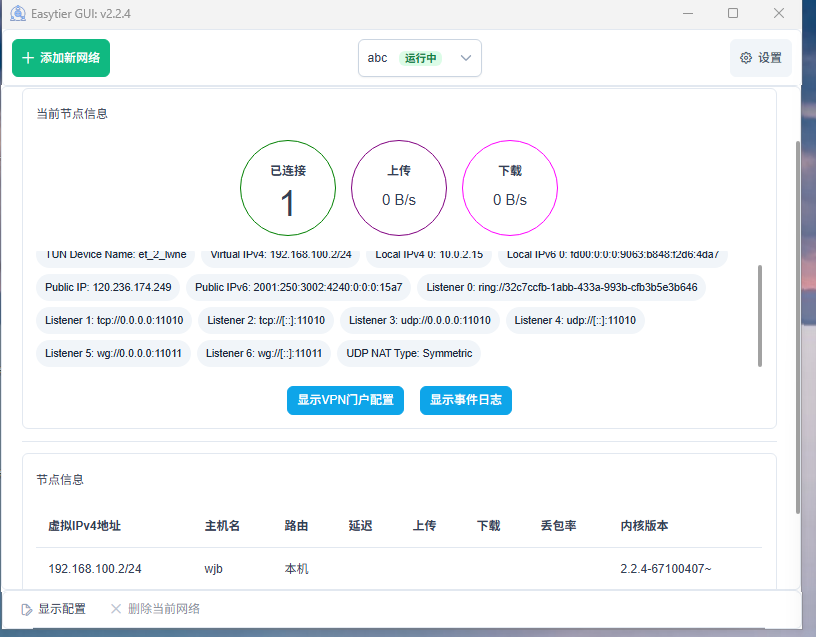 Easytier GUI: v2.2.4
添加新网络 abc 运行中 设置
当前节点信息
已连接 上传 下载
1 0 B/s 0 B/s
TUN Device Name: et_2_lwne Virtual IPv4: 192.168.100.2/24 Local IPv4 0: 10.0.2.15 Local IPv6 0: fd00:0:0:0:9063:b848:f2d6:4da7
Public IP: 120.236.174.249 Public IPv6: 2001:250:3002:4240:0:0:0:15a7 Listener 0: ring://32c7ccfb-1abb-433a-993b-cfb3b5e3b646
Listener 1: tcp://0.0.0.0:11010 Listener 2: tcp://[::]:11010 Listener 3: udp://0.0.0.0:11010 Listener 4: udp://[::]:11010
Listener 5: wg://0.0.0.0:11011 Listener 6: wg://[::]:11011 UDP NAT Type: Symmetric
显示VPN门户配置 显示事件日志
节点信息
虚拟IPv4地址 主机名 路由 延迟 上传 下载 丢包率 内核版本
192.168.100.2/24 wjb 本机 2.2.4-67100407~
显示配置 删除当前网络